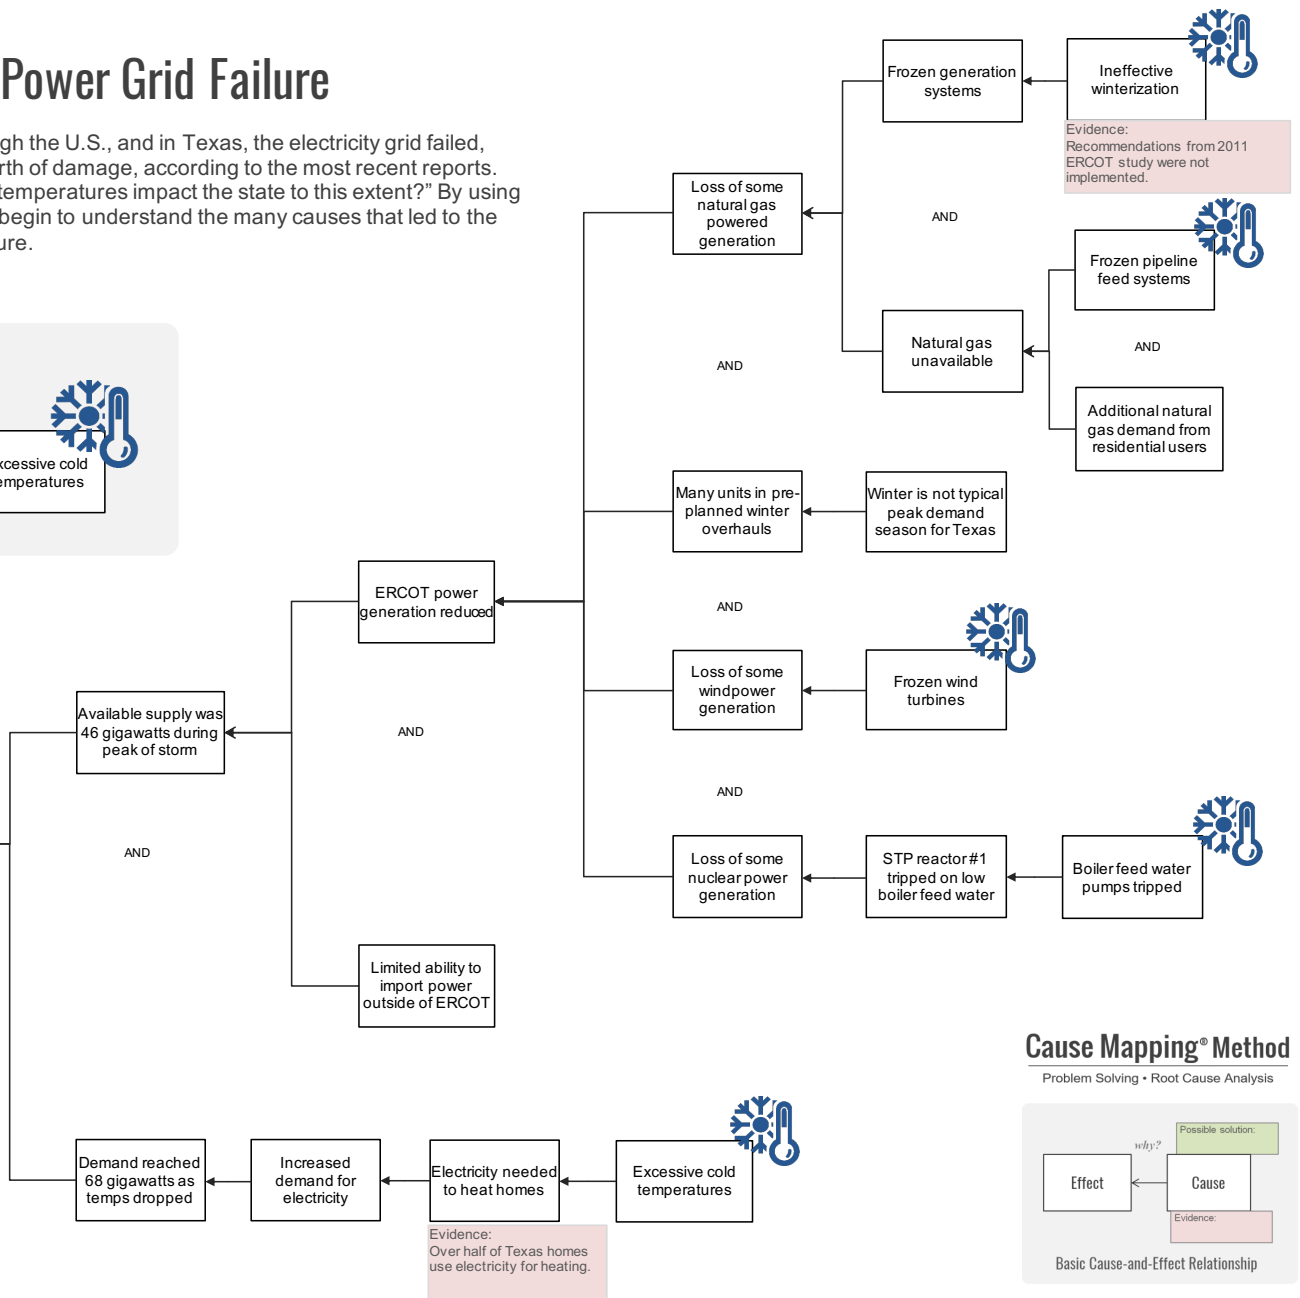 Power Grid Failure
gh the U.S., and in Texas, the electricity grid failed,
rth of damage, according to the most recent reports.
temperatures impact the state to this extent?” By using
begin to understand the many causes that led to the
ure.
xcessive cold
emperatures
Frozen generation
systems
Ineffective
winterization
Evidence:
Recommendations from 2011
ERCOT study were not
implemented.
Loss of some
natural gas
powered
generation
AND
Frozen pipeline
feed systems
Natural gas
unavailable
AND
AND
Additional natural
gas demand from
residential users
Many units in pre-
planned winter
overhauls
Winter is not typical
peak demand
season for Texas
ERCOT power
generation reduced
AND
Loss of some
windpower
generation
Frozen wind
turbines
Available supply was
46 gigawatts during
peak of storm
AND
AND
AND
Loss of some
nuclear power
generation
STP reactor #1
tripped on low
boiler feed water
Boiler feed water
pumps tripped
Limited ability to
import power
outside of ERCOT
Demand reached
68 gigawatts as
temps dropped
Increased
demand for
electricity
Electricity needed
to heat homes
Excessive cold
temperatures
Evidence:
Over half of Texas homes
use electricity for heating.
Cause Mapping® Method
Problem Solving • Root Cause Analysis
Possible solution:
why?
Effect
Cause
Evidence:
Basic Cause-and-Effect Relationship